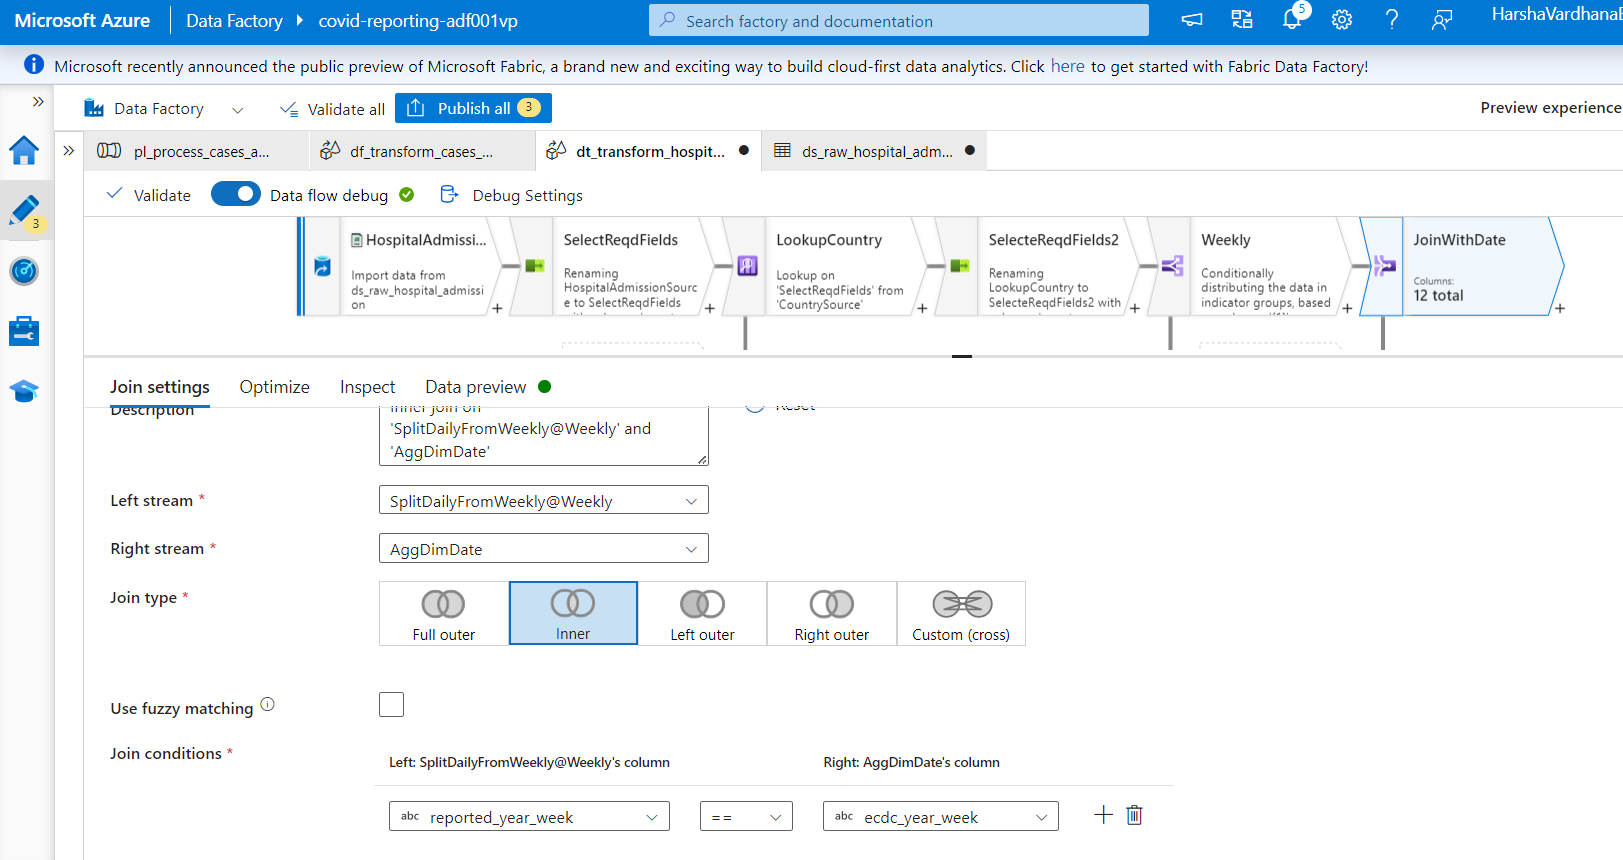 Microsoft Azure Data Factory covid-reporting-adf001vp Search factory and documentation 5 HarshaVardhana
Microsoft recently announced the public preview of Microsoft Fabric, a brand new and exciting way to build cloud-first data analytics. Click here to get started with Fabric Data Factory!
Data Factory Validate all Publish all 3 Preview experience
pl_process_cases_a... df_transform_cases_... dt_transform_hospit... ds_raw_hospital_adm...
Validate Data flow debug Debug Settings
3
HospitalAdmissi...
Import data from
ds_raw_hospital_admissi
on
SelectReqdFields
Renaming
HospitalAdmissionSourc
e to SelectReqdFields
LookupCountry
Lookup on
'SelectReqdFields' from
'CountrySource'
SelecteReqdFields2
Renaming
LookupCountry to
SelecteReqdFields2 with
Weekly
Conditionally
distributing the data in
indicator groups, based
JoinWithDate
Columns:
12 total
Join settings Optimize Inspect Data preview
Description
Inner join on
'SplitDailyFromWeekly@Weekly' and
'AggDimDate'
Reset
Left stream * SplitDailyFromWeekly@Weekly
Right stream * AggDimDate
Join type *
Full outer Inner Left outer Right outer Custom (cross)
Use fuzzy matching
Join conditions *
Left: SplitDailyFromWeekly@Weekly's column Right: AggDimDate's column
abc reported_year_week == abc ecdc_year_week